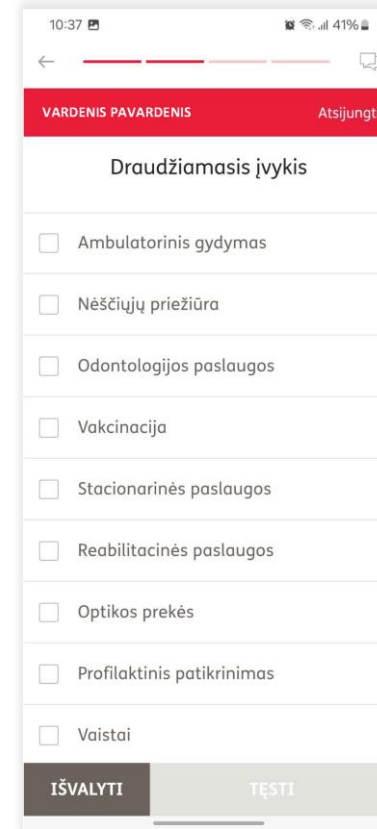 10:37 41%
VARDENIS PAVARDENIS Atsijungt
Draudžiamasis įvykis
Ambulatorinis gydymas
Nėščiųjų priežiūra
Odontologijos paslaugos
Vakcinacija
Stacionarinės paslaugos
Reabilitacinės paslaugos
Optikos prekės
Profilaktinis patikrinimas
Vaistai
IŠVALYTI TĘSTI